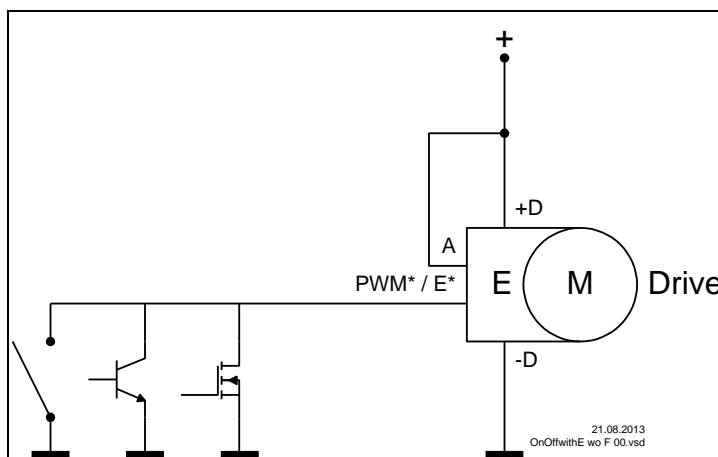 +
+D
A
PWM* / E*
E M Drive
-D
21.08.2013
OnOffwithE wo F 00.vsd